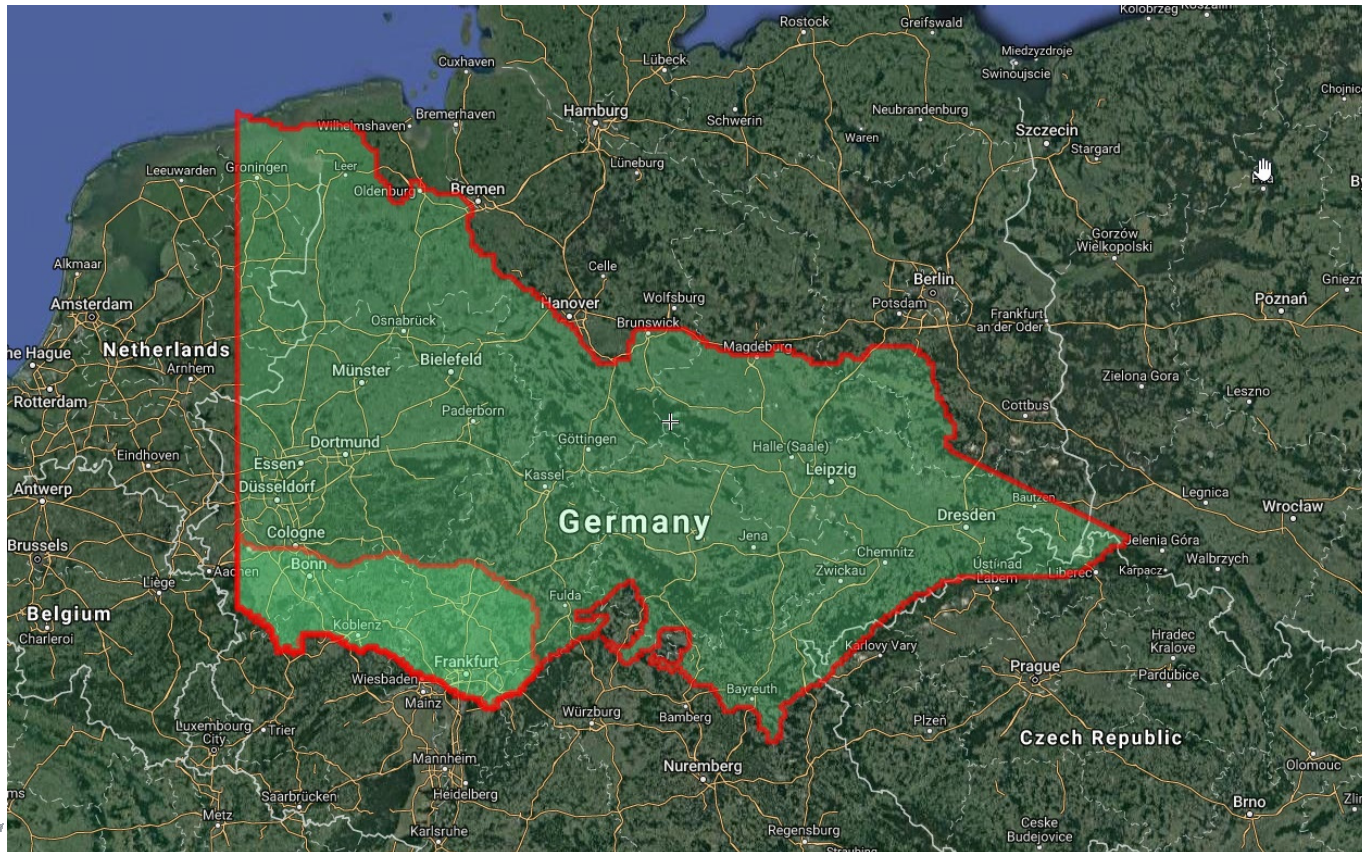 Kołobrzeg
Koszalin
Rostock
Greifswald
Międzyzdroje
Swinoujscie
Cuxhaven
Lübeck
Chojnice
Wilhelmshaven
Bremerhaven
Hamburg
Schwerin
Neubrandenburg
Waren
Szczecin
Stargard
Leeuwarden
Groningen
Leer
Lüneburg
Oldenburg
Bremen
Piła
Alkmaar
Celle
Gorzów
Wielkopolski
Berlin
Amsterdam
Hanover
Wolfsburg
Potsdam
Poznań
Osnabrück
Brunswick
Frankfurt
an der Oder
Netherlands
Magdeburg
Arnhem
Münster
Bielefeld
Zielona Gora
Leszno
Rotterdam
Paderborn
Cottbus
Eindhoven
Dortmund
Göttingen
Halle (Saale)
Essen
Kassel
Leipzig
Antwerp
Düsseldorf
Bautzen
Legnica
Wrocław
Germany
Dresden
Cologne
Jena
Jelenia Góra
Brussels
Chemnitz
Bonn
Aachen
Liège
Zwickau
Ústí nad
Labem
Liberec
Karpacz
Walbrzych
Fulda
Belgium
Charleroi
Koblenz
Karlovy Vary
Hradec
Kralove
Frankfurt
Wiesbaden
Mainz
Prague
Pardubice
Bayreuth
Würzburg
Bamberg
Luxembourg
City
Trier
Plzeň
Czech Republic
Mannheim
Nuremberg
Olomouc
Saarbrücken
Heidelberg
Metz
Brno
Karlsruhe
Regensburg
Ceske
Budejovice